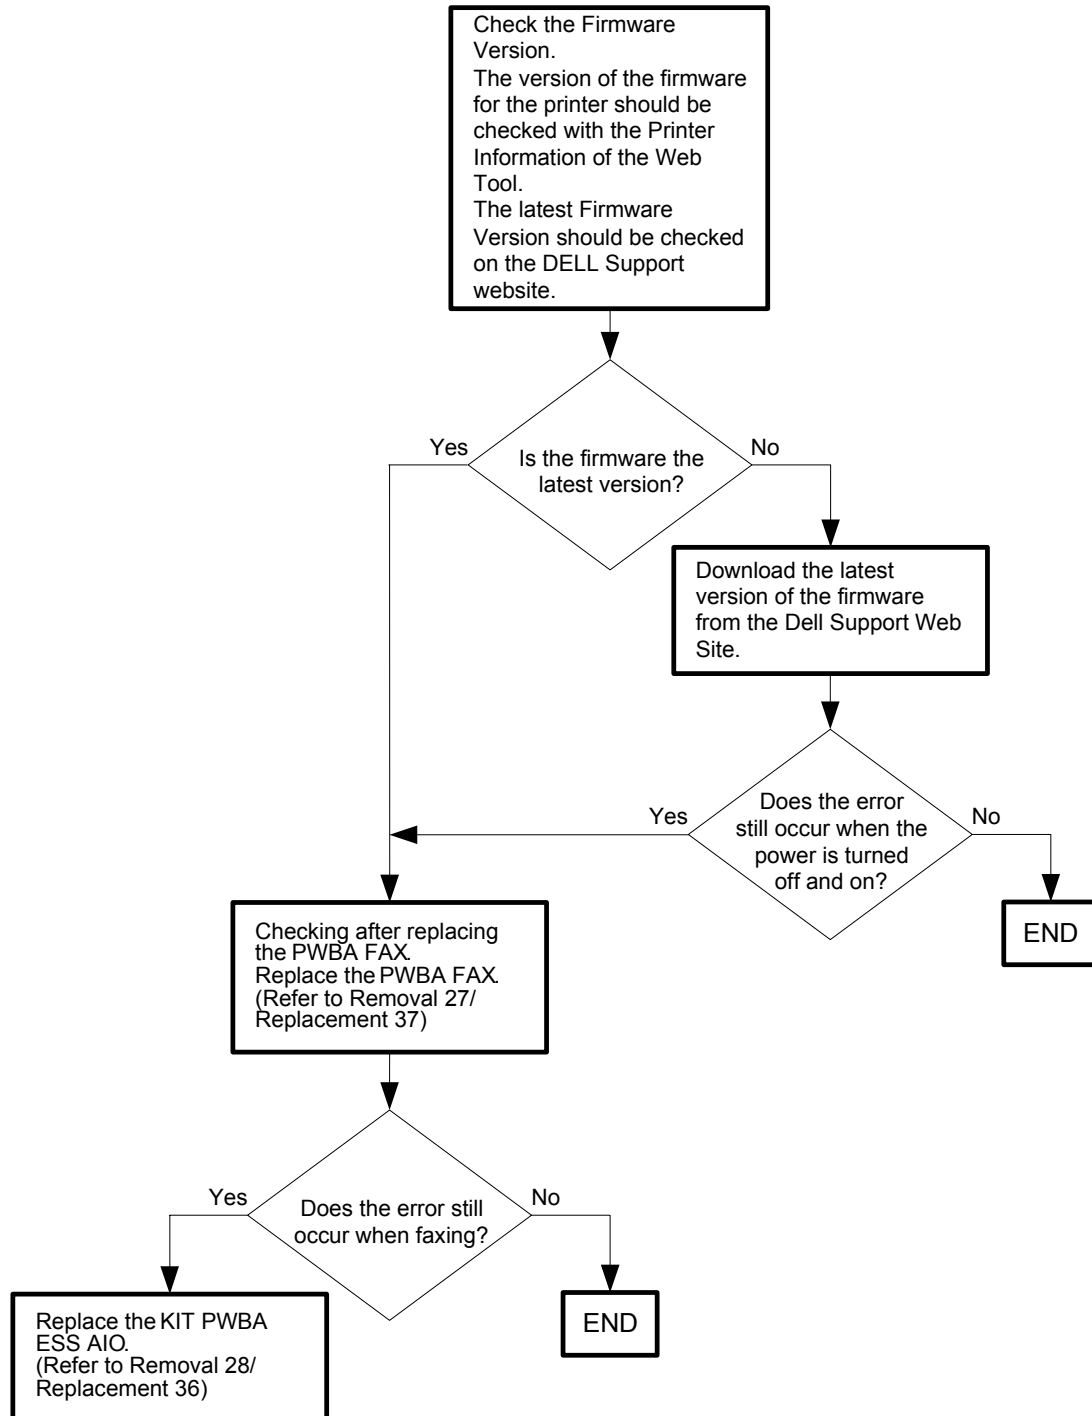 Check the Firmware
Version.
The version of the firmware
for the printer should be
checked with the Printer
Information of the Web
Tool.
The latest Firmware
Version should be checked
on the DELL Support
website.
Yes
No
Is the firmware the
latest version?
Download the latest
version of the firmware
from the Dell Support Web
Site.
Yes
No
Does the error
still occur when the
power is turned
off and on?
END
Checking after replacing
the PWBA FAX.
Replace the PWBA FAX.
(Refer to Removal 27/
Replacement 37)
Yes
No
Does the error still
occur when faxing?
END
Replace the KIT PWBA
ESS AIO.
(Refer to Removal 28/
Replacement 36)